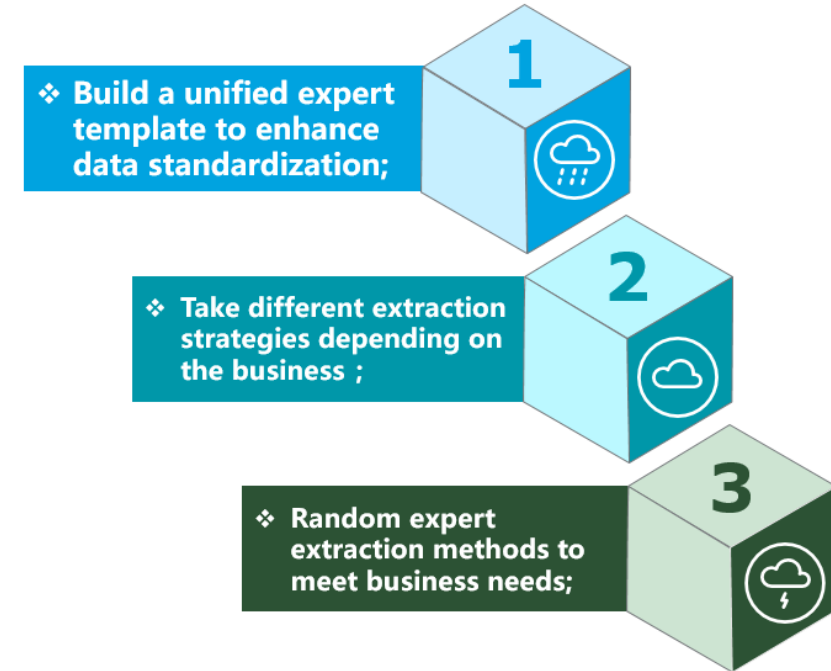 1
❖ Build a unified expert
template to enhance
data standardization;
2
❖ Take different extraction
strategies depending on
the business ;
3
❖ Random expert
extraction methods to
meet business needs;